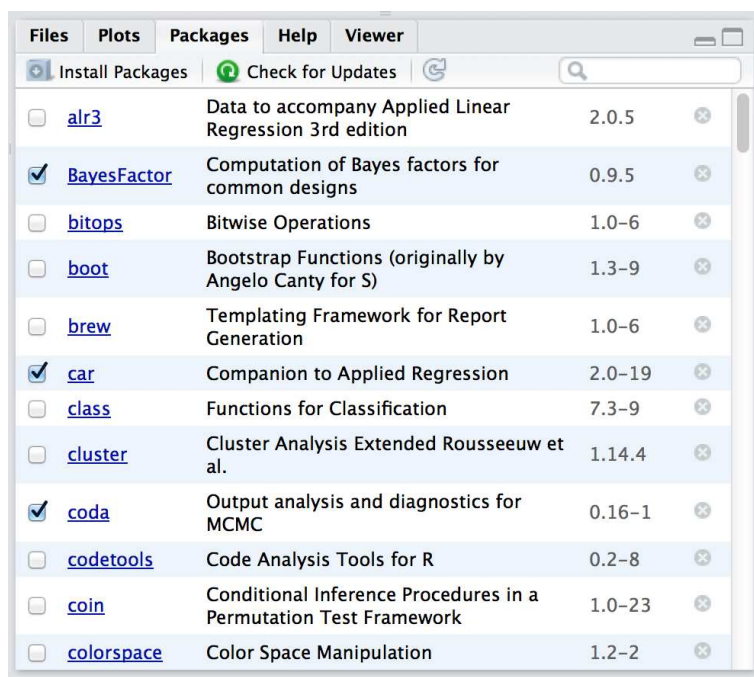 Files Plots Packages Help Viewer
Install Packages Check for Updates
alr3 Data to accompany Applied Linear Regression 3rd edition 2.0.5
BayesFactor Computation of Bayes factors for common designs 0.9.5
bitops Bitwise Operations 1.0-6
boot Bootstrap Functions (originally by Angelo Canty for S) 1.3-9
brew Templating Framework for Report Generation 1.0-6
car Companion to Applied Regression 2.0-19
class Functions for Classification 7.3-9
cluster Cluster Analysis Extended Rousseeuw et al. 1.14.4
coda Output analysis and diagnostics for MCMC 0.16-1
codetools Code Analysis Tools for R 0.2-8
coin Conditional Inference Procedures in a Permutation Test Framework 1.0-23
colorspace Color Space Manipulation 1.2-2